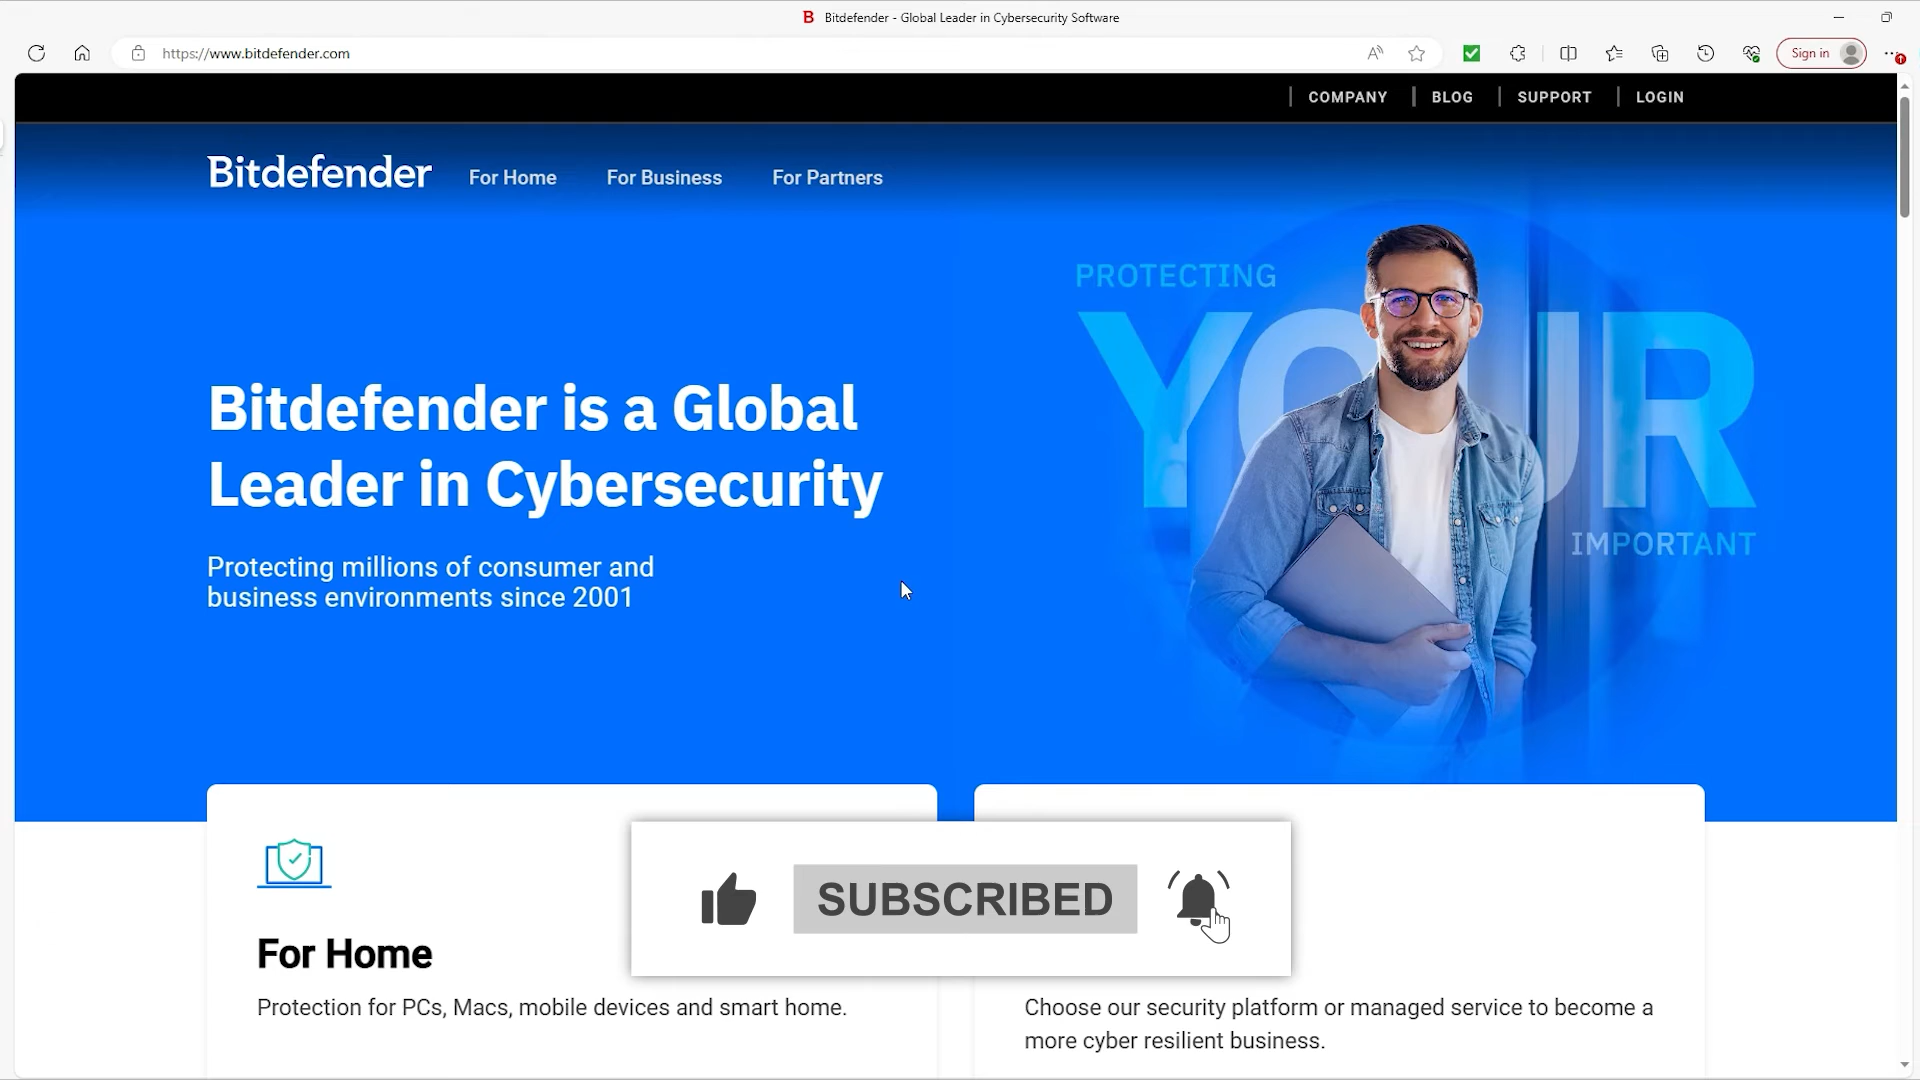 Bitdefender - Global Leader in Cybersecurity Software
https://www.bitdefender.com
Sign in
COMPANY
BLOG
SUPPORT
LOGIN
Bitdefender
For Home
For Business
For Partners
PROTECTING
YOUR
IMPORTANT
Bitdefender is a Global
Leader in Cybersecurity
Protecting millions of consumer and
business environments since 2001
SUBSCRIBED
For Home
Protection for PCs, Macs, mobile devices and smart home.
Choose our security platform or managed service to become a
more cyber resilient business.